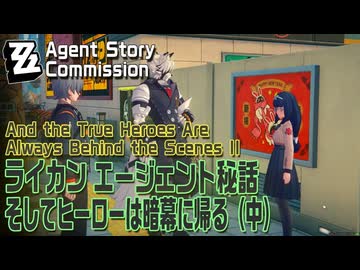 Agent Story
Commission
And the True Heroes Are
Always Behind the Scenes II
ライカン エージェント秘話
そしてヒーローは暗幕に帰る（中）